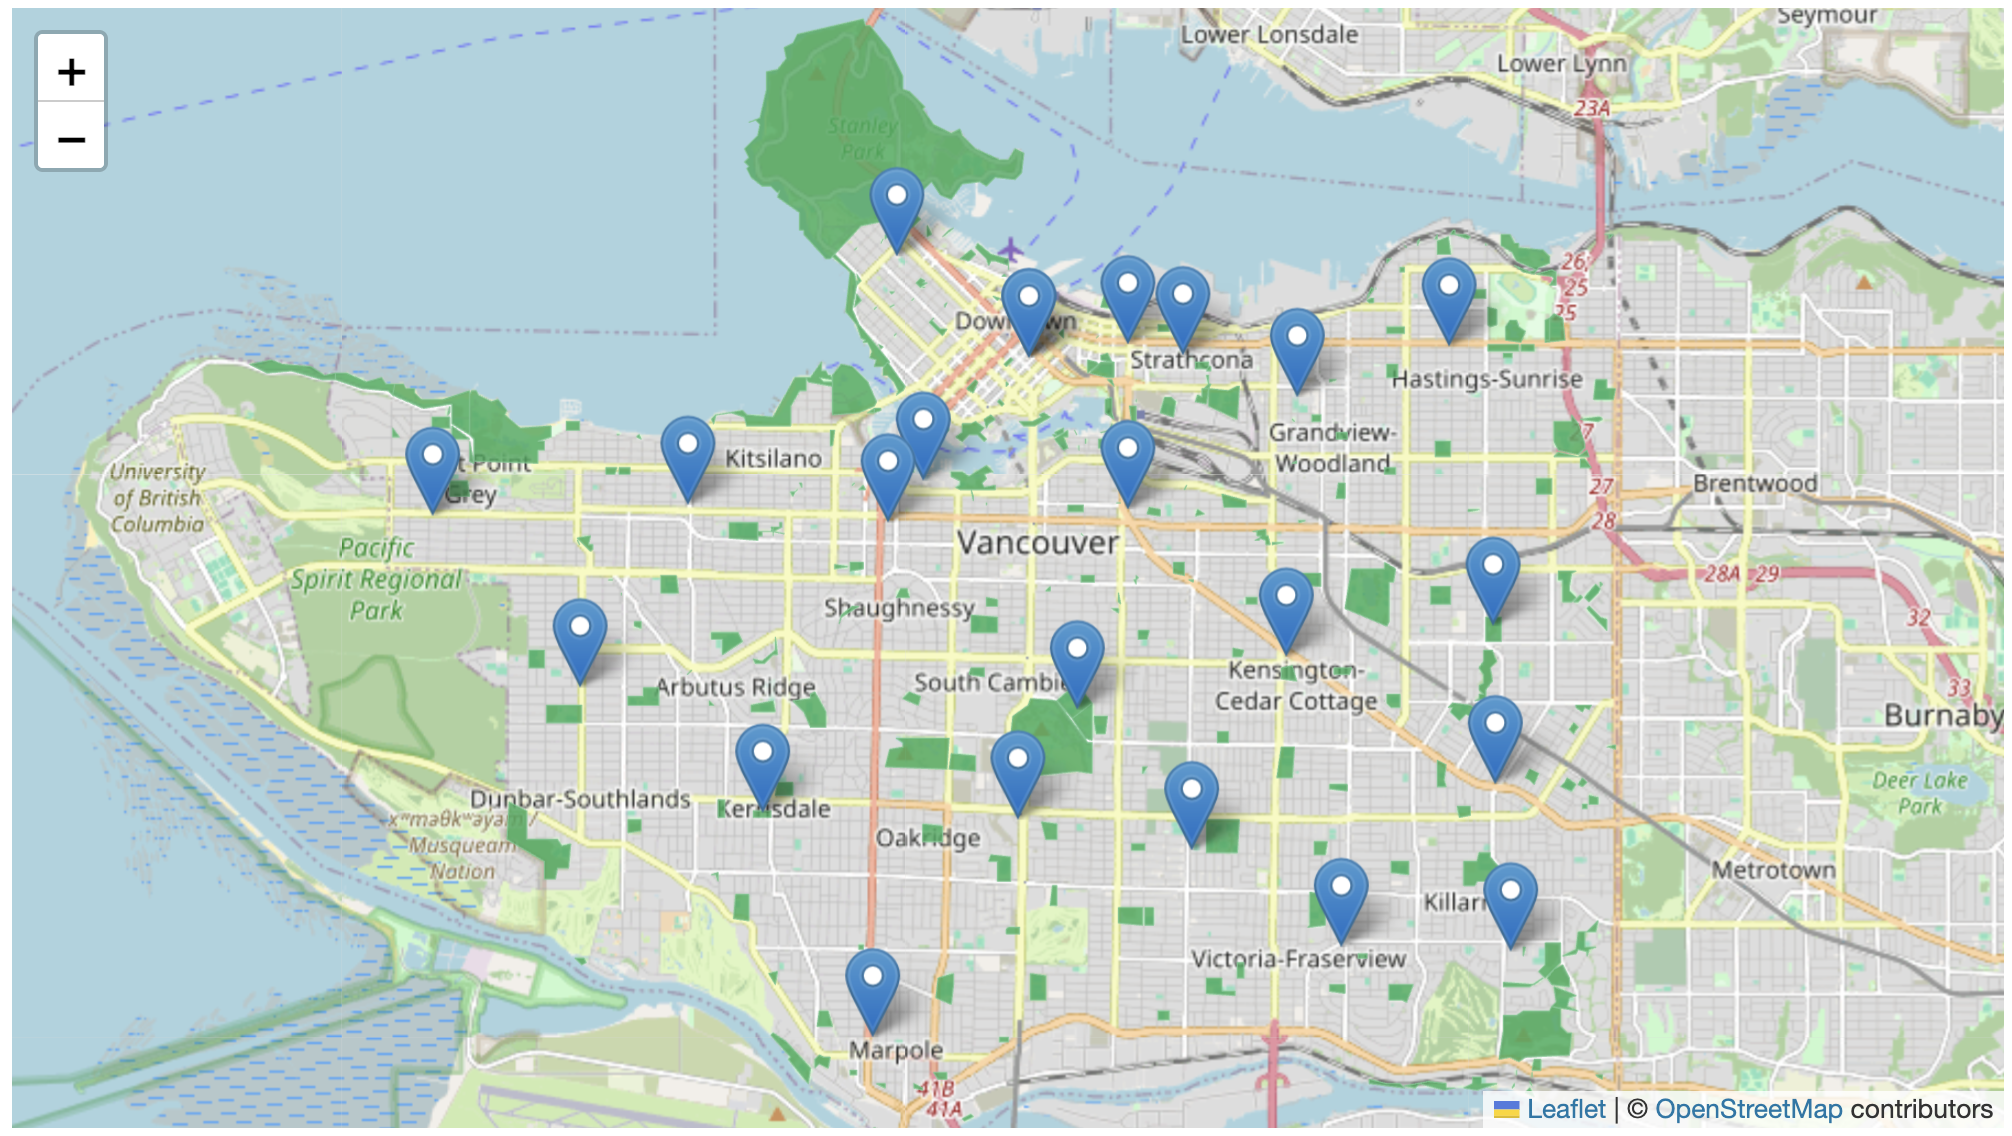 +
−
Seymour
Lower Lonsdale
Lower Lynn
23A
Stanley
Park
26;
25
25
Strathcona
Hastings-Sunrise
27
Grandview-
Woodland
Kitsilano
Grey
University
of British
Columbia
27
Brentwood
28
Vancouver
Pacific
Spirit Regional
Park
28A
29
Shaughnessy
32
Arbutus Ridge
South Cambie
Kensington-
Cedar Cottage
33
Burnaby
Deer Lake
Park
Dunbar-Southlands
Kerrisdale
xʷməθkʷəy̓əm /
Musqueam
Nation
Oakridge
Metrotown
Victoria-Fraserview
Marpole
41B
41A
Leaflet | © OpenStreetMap contributors